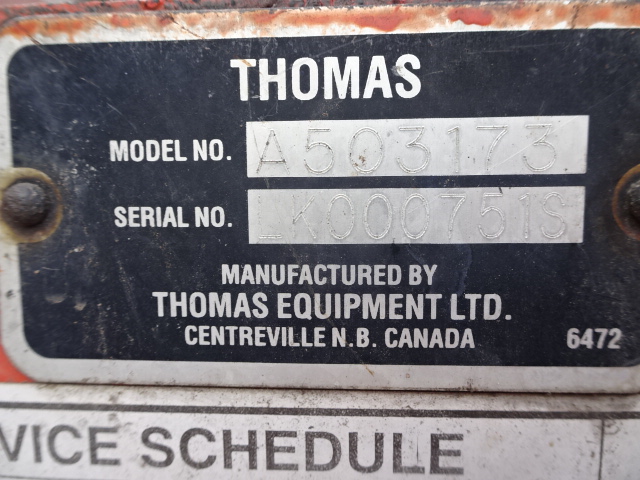 THOMAS
MODEL NO. A503173
SERIAL NO. LK000751S
MANUFACTURED BY
THOMAS EQUIPMENT LTD.
CENTREVILLE N.B. CANADA 6472
VICE SCHEDULE